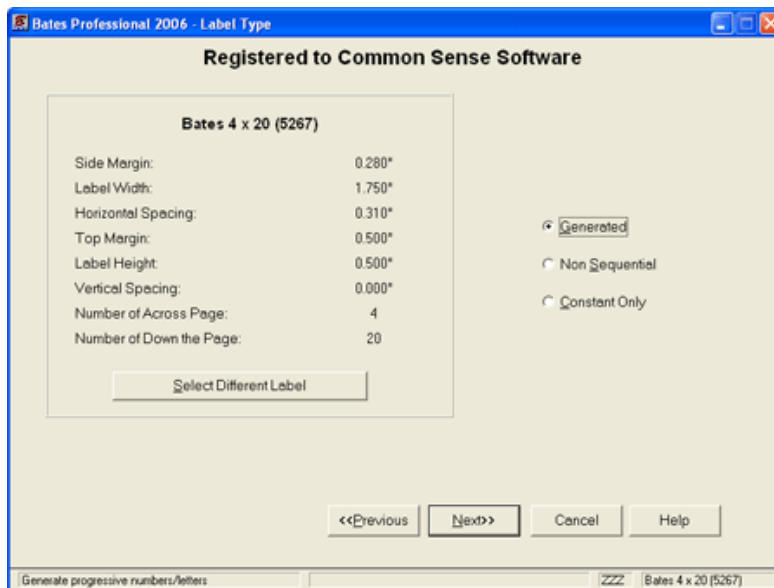 Bates Professional 2006 - Label Type
Registered to Common Sense Software
Bates 4 x 20 (5267)
Side Margin: 0.280"
Label Width: 1.750"
Horizontal Spacing: 0.310"
Top Margin: 0.500"
Label Height: 0.500"
Vertical Spacing: 0.000"
Number of Across Page: 4
Number of Down the Page: 20
Select Different Label
Generated
Non Sequential
Constant Only
<<Previous Next>> Cancel Help
Generate progressive numbers/letters ZZZ Bates 4 x 20 (5267)